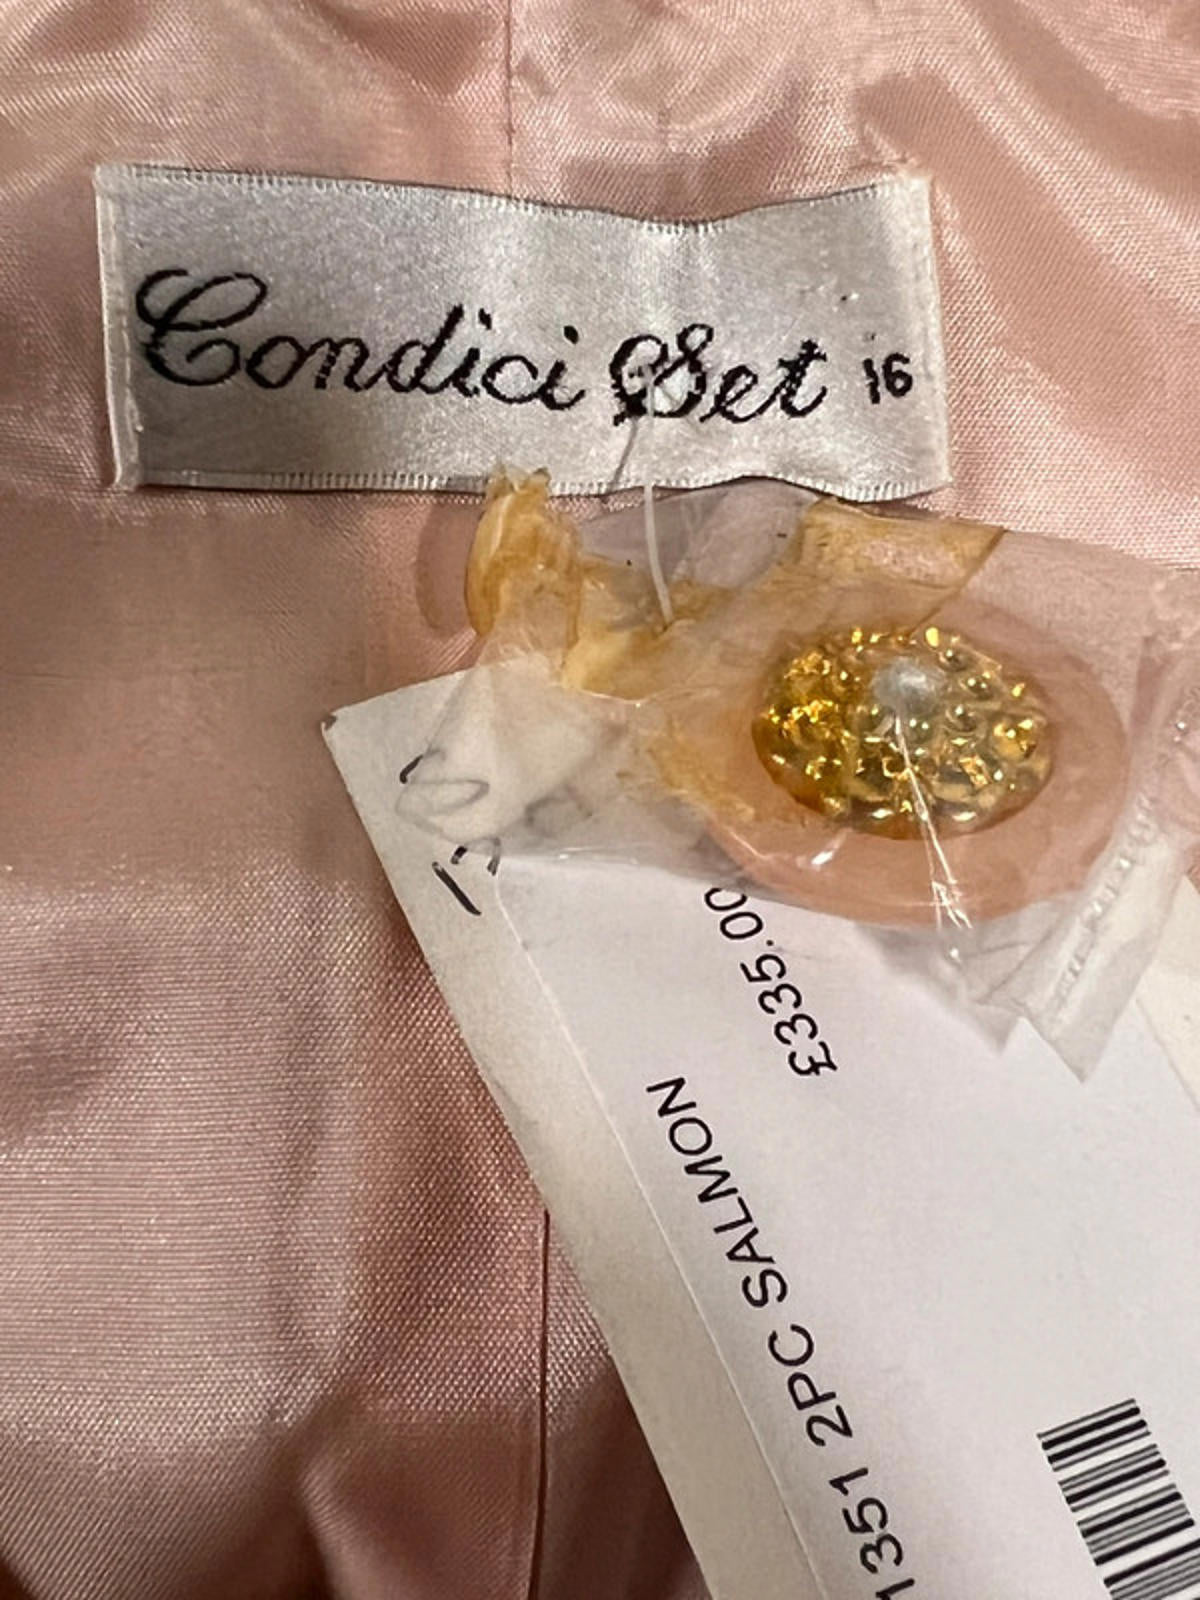 Condici Set 16
£335.00
1351 2PC SALMON